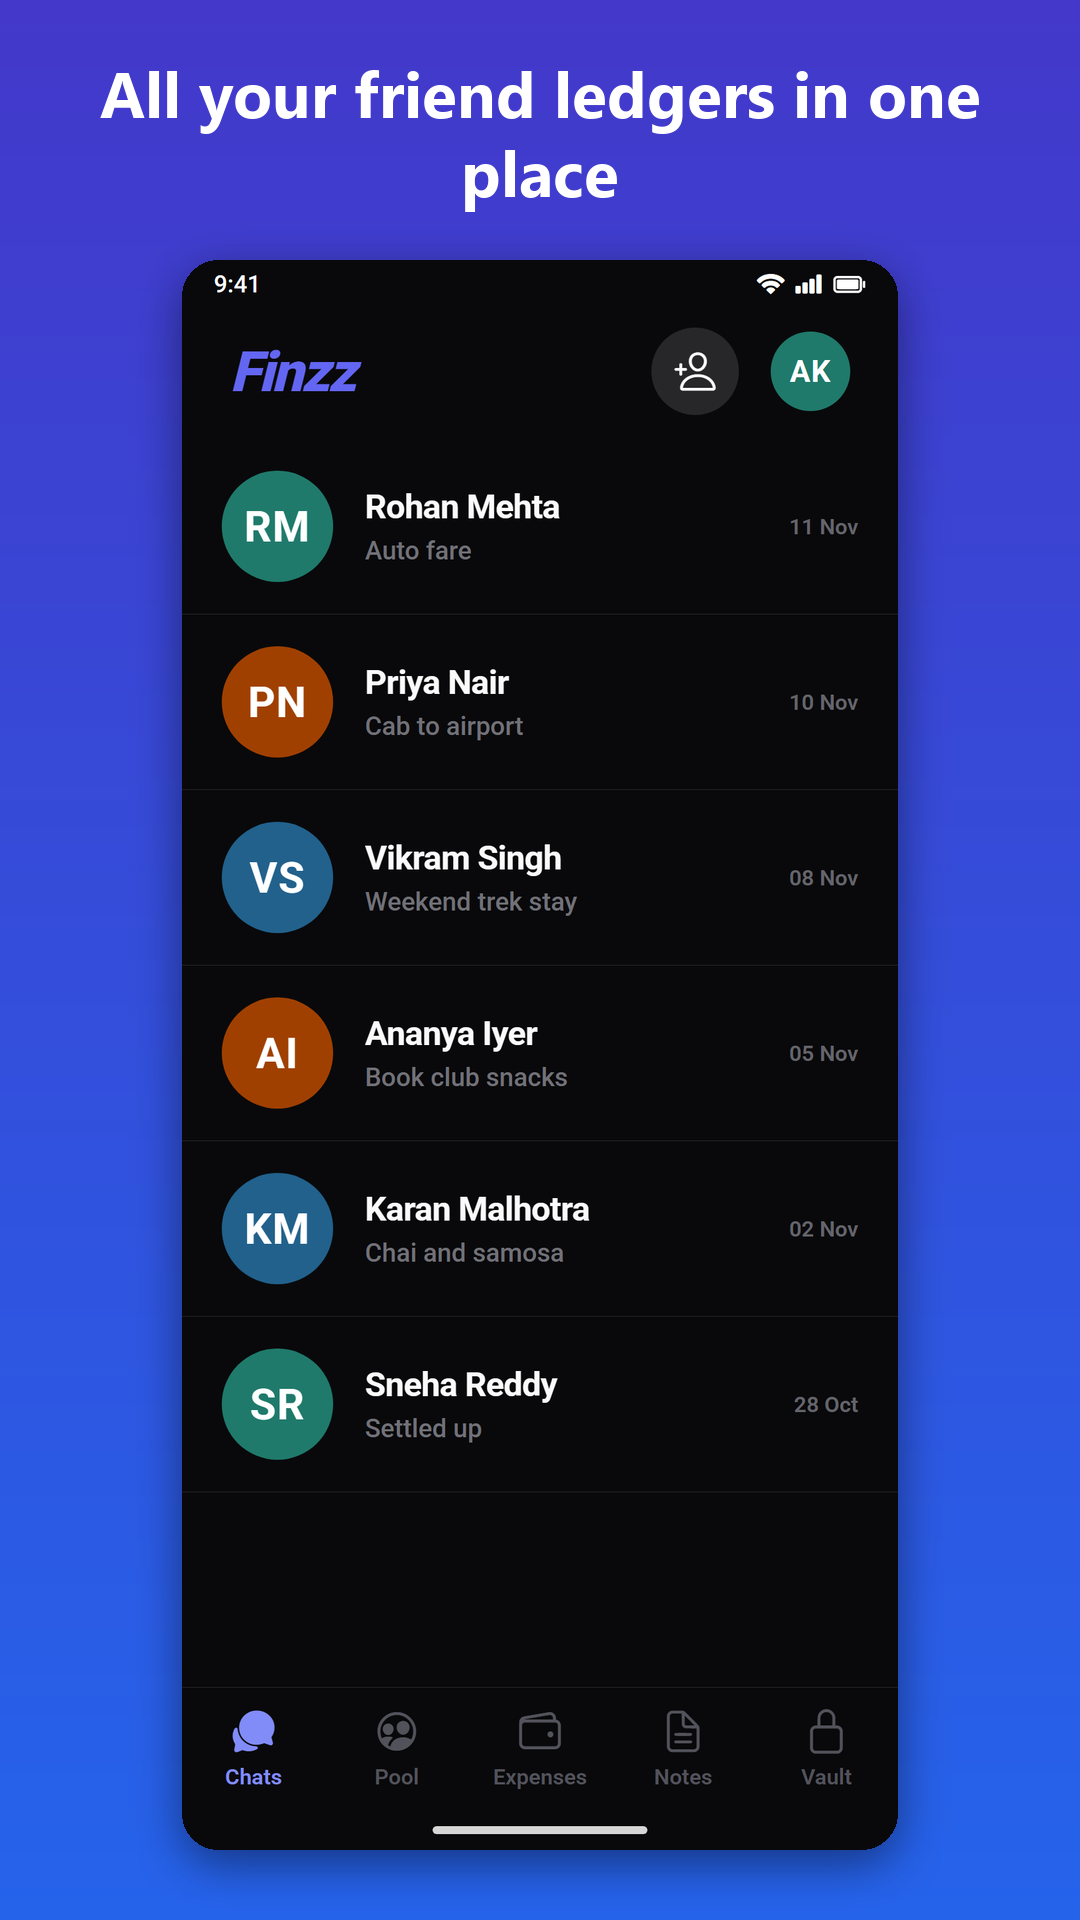 All your friend ledgers in one
place
9:41
Finzz
AK
RM
Rohan Mehta
Auto fare
11 Nov
PN
Priya Nair
Cab to airport
10 Nov
VS
Vikram Singh
Weekend trek stay
08 Nov
AI
Ananya Iyer
Book club snacks
05 Nov
KM
Karan Malhotra
Chai and samosa
02 Nov
SR
Sneha Reddy
Settled up
28 Oct
Chats
Pool
Expenses
Notes
Vault